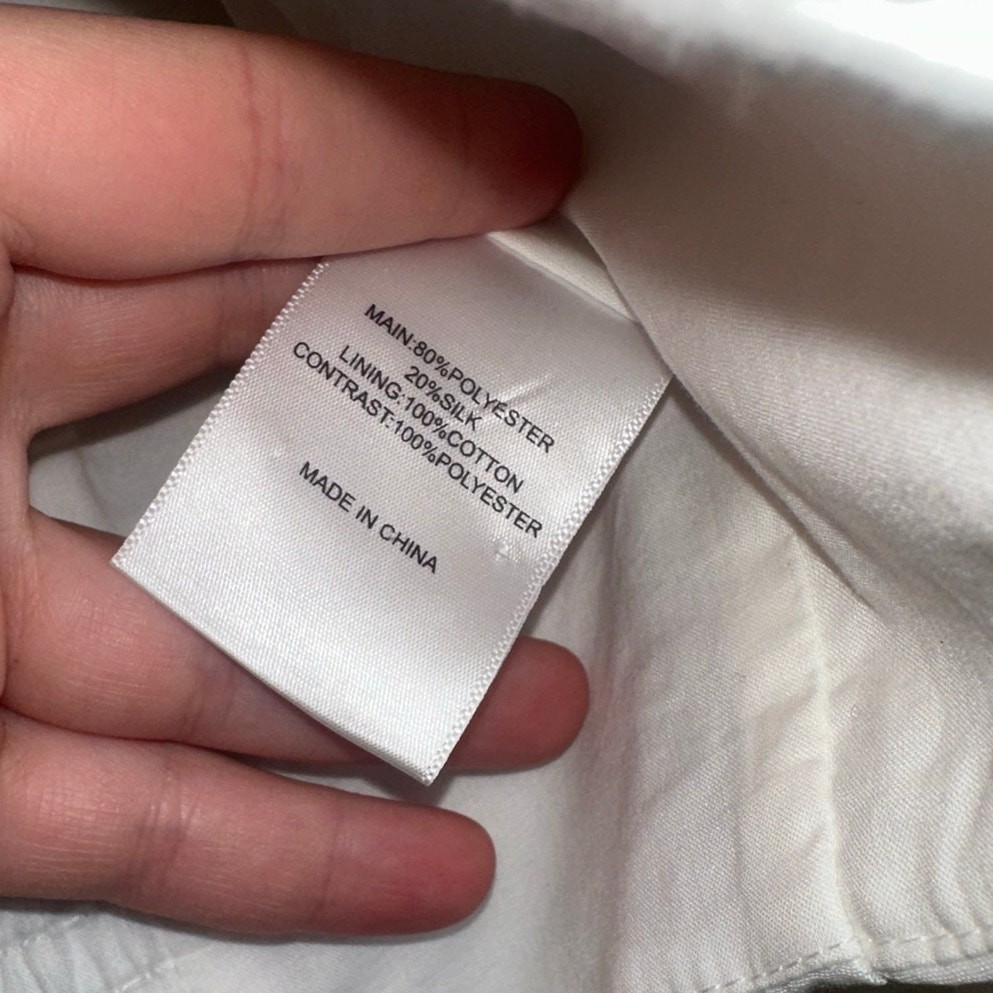 MAIN:80%POLYESTER
20%SILK
LINING:100%COTTON
CONTRAST:100%POLYESTER
MADE IN CHINA